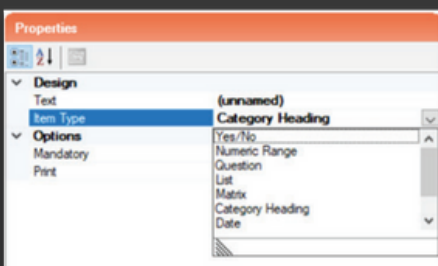 Properties
Design
Text (unnamed)
Item Type Category Heading
Options Yes/No
Mandatory Numeric Range
Print Question
List
Matrix
Category Heading
Date